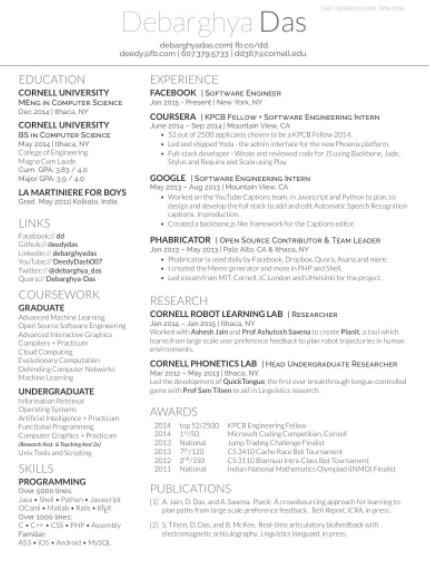 Last Updated on 2nd June 2019
Debarghya Das
debarghyadas.com| fb.co/dd
deedy@fb.com | 607.379.5733 | dd367@cornell.edu
EDUCATION
CORNELL UNIVERSITY
MEng in Computer Science
Dec 2014 | Ithaca, NY
CORNELL UNIVERSITY
BS in Computer Science
May 2014 | Ithaca, NY
College of Engineering
Magna Cum Laude
Cum. GPA: 3.83 / 4.0
Major GPA: 3.9 / 4.0
LA MARTINIERE FOR BOYS
Grad. May 2011| Kolkata, India
LINKS
Facebook:// dd
Github:// deedydas
LinkedIn:// debarghyadas
YouTube:// DeedyDash007
Twitter:// @debarghya_das
Quora:// Debarghya-Das
COURSEWORK
GRADUATE
Advanced Machine Learning
Open Source Software Engineering
Advanced Interactive Graphics
Compilers + Practicum
Cloud Computing
Evolutionary Computation
Defending Computer Networks
Machine Learning
UNDERGRADUATE
Information Retrieval
Operating Systems
Artificial Intelligence + Practicum
Functional Programming
Computer Graphics + Practicum
(Research Asst. & Teaching Asst 2x)
Unix Tools and Scripting
SKILLS
PROGRAMMING
Over 5000 lines:
Java • Shell • Python • Javascript
OCaml • Matlab • Rails • LATEX
Over 1000 lines:
C • C++ • CSS • PHP • Assembly
Familiar:
AS3 • iOS • Android • MySQL
EXPERIENCE
FACEBOOK | Software Engineer
Jan 2015 - Present | New York, NY
COURSERA | KPCB Fellow + Software Engineering Intern
June 2014 – Sep 2014 | Mountain View, CA
• 52 out of 2500 applicants chosen to be a KPCB Fellow 2014.
• Led and shipped Yoda - the admin interface for the new Phoenix platform.
• Full-stack developer - Wrote and reviewed code for JS using Backbone, Jade,
Stylus and Require and Scala using Play
GOOGLE | Software Engineering Intern
May 2013 – Aug 2013 | Mountain View, CA
• Worked on the YouTube Captions team, in Javascript and Python to plan, to
design and develop the full stack to add and edit Automatic Speech Recognition
captions. In production.
• Created a backbone.js-like framework for the Captions editor.
PHABRICATOR | Open Source Contributor & Team Leader
Jan 2013 – May 2013 | Palo Alto, CA & Ithaca, NY
• Phabricator is used daily by Facebook, Dropbox, Quora, Asana and more.
• I created the Meme generator and more in PHP and Shell.
• Led a team from MIT, Cornell, IC London and UHelsinki for the project.
RESEARCH
CORNELL ROBOT LEARNING LAB | Researcher
Jan 2014 – Jan 2015 | Ithaca, NY
Worked with Ashesh Jain and Prof Ashutosh Saxena to create PlanIt, a tool which
learns from large scale user preference feedback to plan robot trajectories in human
environments.
CORNELL PHONETICS LAB | Head Undergraduate Researcher
Mar 2012 – May 2013 | Ithaca, NY
Led the development of QuickTongue, the first ever breakthrough tongue-controlled
game with Prof Sam Tilsen to aid in Linguistics research.
AWARDS
2014 top 52/2500 KPCB Engineering Fellow
2014 1st/50 Microsoft Coding Competition, Cornell
2013 National Jump Trading Challenge Finalist
2013 7th/120 CS 3410 Cache Race Bot Tournament
2012 2nd/150 CS 3110 Biannual Intra-Class Bot Tournament
2011 National Indian National Mathematics Olympiad (INMO) Finalist
PUBLICATIONS
[1] A. Jain, D. Das, and A. Saxena. Planit: A crowdsourcing approach for learning to
plan paths from large scale preference feedback. Tech Report, ICRA, in press.
[2] S. Tilsen, D. Das, and B. McKee. Real-time articulatory biofeedback with
electromagnetic articulography. Linguistics Vanguard, in press.